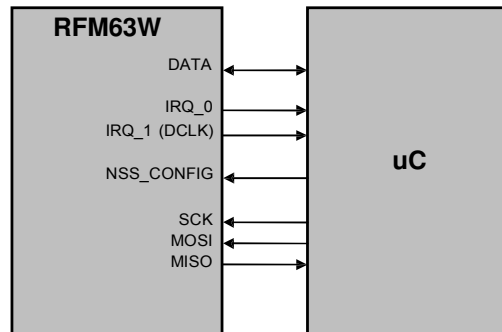 RFM63W
DATA
IRQ_0
IRQ_1 (DCLK)
uC
NSS_CONFIG
SCK
MOSI
MISO